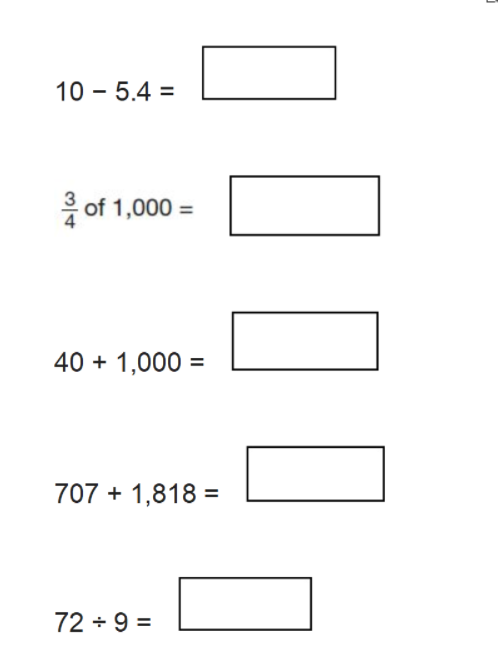 10 − 5.4 =
¾ of 1,000 =
40 + 1,000 =
707 + 1,818 =
72 ÷ 9 =